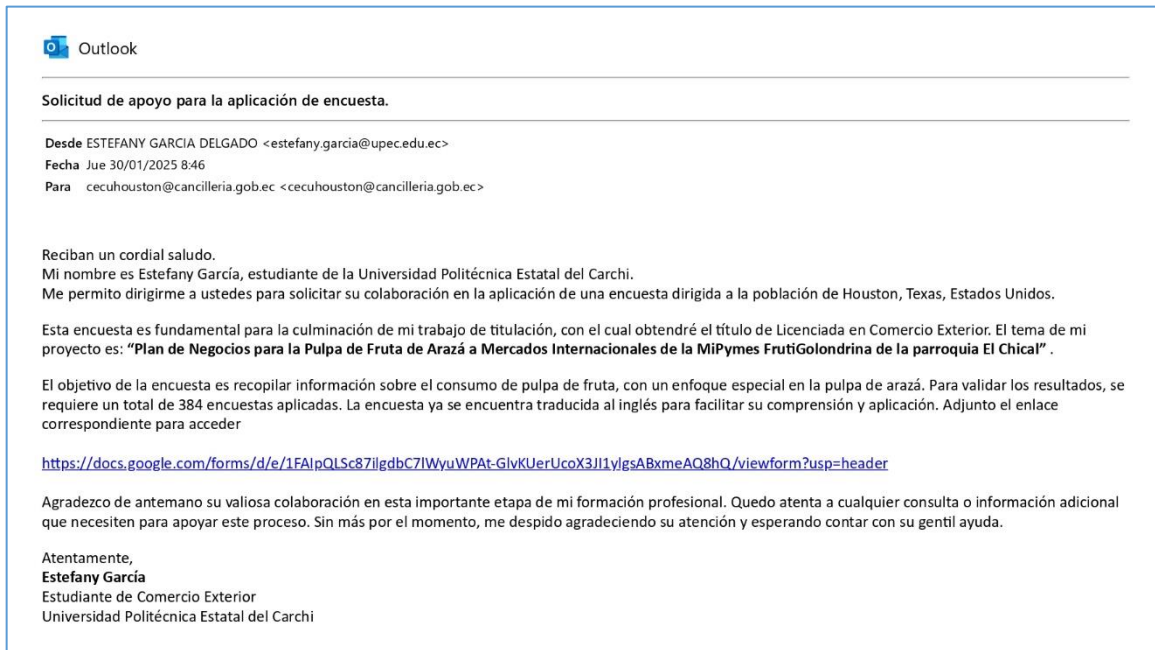 Outlook
Solicitud de apoyo para la aplicación de encuesta.
Desde ESTEFANY GARCIA DELGADO <estefany.garcia@upec.edu.ec>
Fecha Jue 30/01/2025 8:46
Para cecuhouston@cancilleria.gob.ec <cecuhouston@cancilleria.gob.ec>
Reciban un cordial saludo.
Mi nombre es Estefany García, estudiante de la Universidad Politécnica Estatal del Carchi.
Me permito dirigirme a ustedes para solicitar su colaboración en la aplicación de una encuesta dirigida a la población de Houston, Texas, Estados Unidos.
Esta encuesta es fundamental para la culminación de mi trabajo de titulación, con el cual obtendré el título de Licenciada en Comercio Exterior. El tema de mi
proyecto es: “Plan de Negocios para la Pulpa de Fruta de Arazá a Mercados Internacionales de la MiPymes FrutiGolondrina de la parroquia El Chical” .
El objetivo de la encuesta es recopilar información sobre el consumo de pulpa de fruta, con un enfoque especial en la pulpa de arazá. Para validar los resultados, se
requiere un total de 384 encuestas aplicadas. La encuesta ya se encuentra traducida al inglés para facilitar su comprensión y aplicación. Adjunto el enlace
correspondiente para acceder
https://docs.google.com/forms/d/e/1FAIpQLSc87ilgdbC7lWyuWPAt-GlvKUerUcoX3JI1ylgsABxmeAQ8hQ/viewform?usp=header
Agradezco de antemano su valiosa colaboración en esta importante etapa de mi formación profesional. Quedo atenta a cualquier consulta o información adicional
que necesiten para apoyar este proceso. Sin más por el momento, me despido agradeciendo su atención y esperando contar con su gentil ayuda.
Atentamente,
Estefany García
Estudiante de Comercio Exterior
Universidad Politécnica Estatal del Carchi